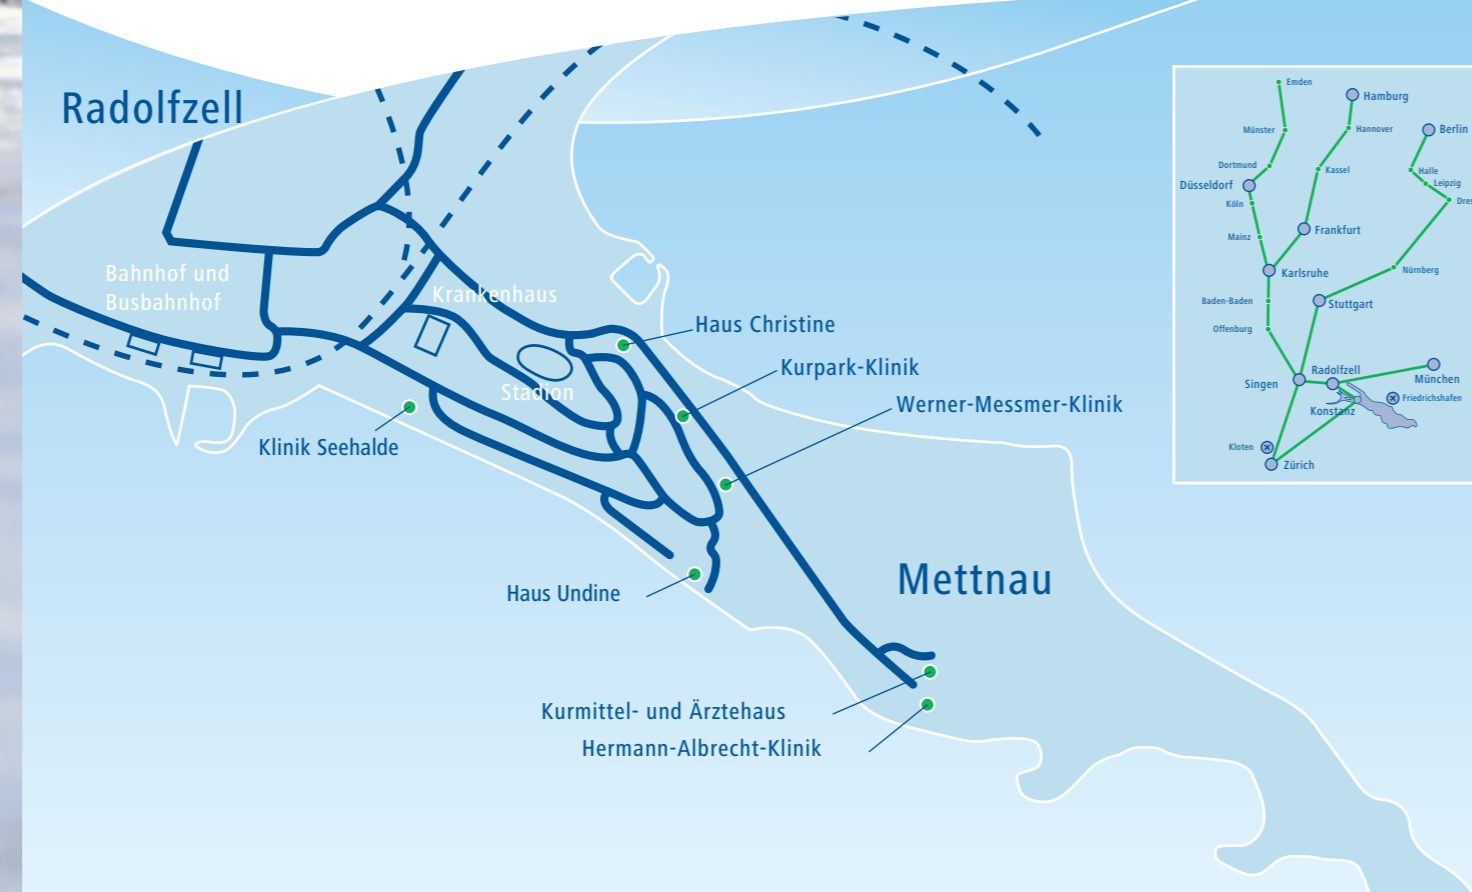 Radolfzell
Bahnhof und
Busbahnhof
Krankenhaus
Stadion
Haus Christine
Kurpark-Klinik
Werner-Messmer-Klinik
Klinik Seehalde
Haus Undine
Mettnau
Kurmittel- und Ärztehaus
Hermann-Albrecht-Klinik
Emden
Hamburg
Münster
Hannover
Berlin
Dortmund
Kassel
Halle
Düsseldorf
Leipzig
Köln
Dres
Mainz
Frankfurt
Karlsruhe
Nürnberg
Baden-Baden
Stuttgart
Offenburg
Radolfzell
Singen
München
Friedrichshafen
Konstanz
Kloten
Zürich